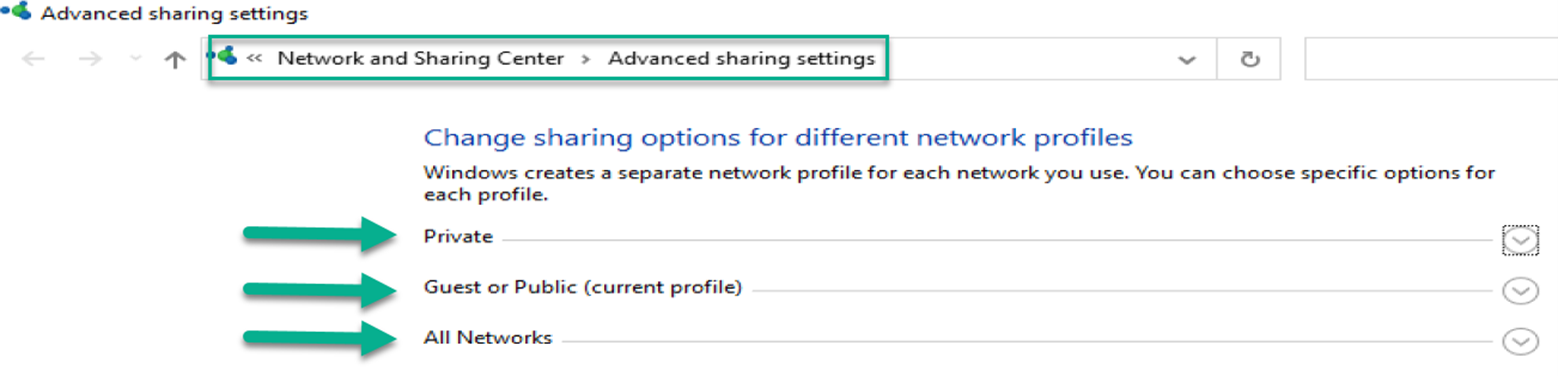 Advanced sharing settings
« Network and Sharing Center > Advanced sharing settings
Change sharing options for different network profiles
Windows creates a separate network profile for each network you use. You can choose specific options for
each profile.
Private
Guest or Public (current profile)
All Networks